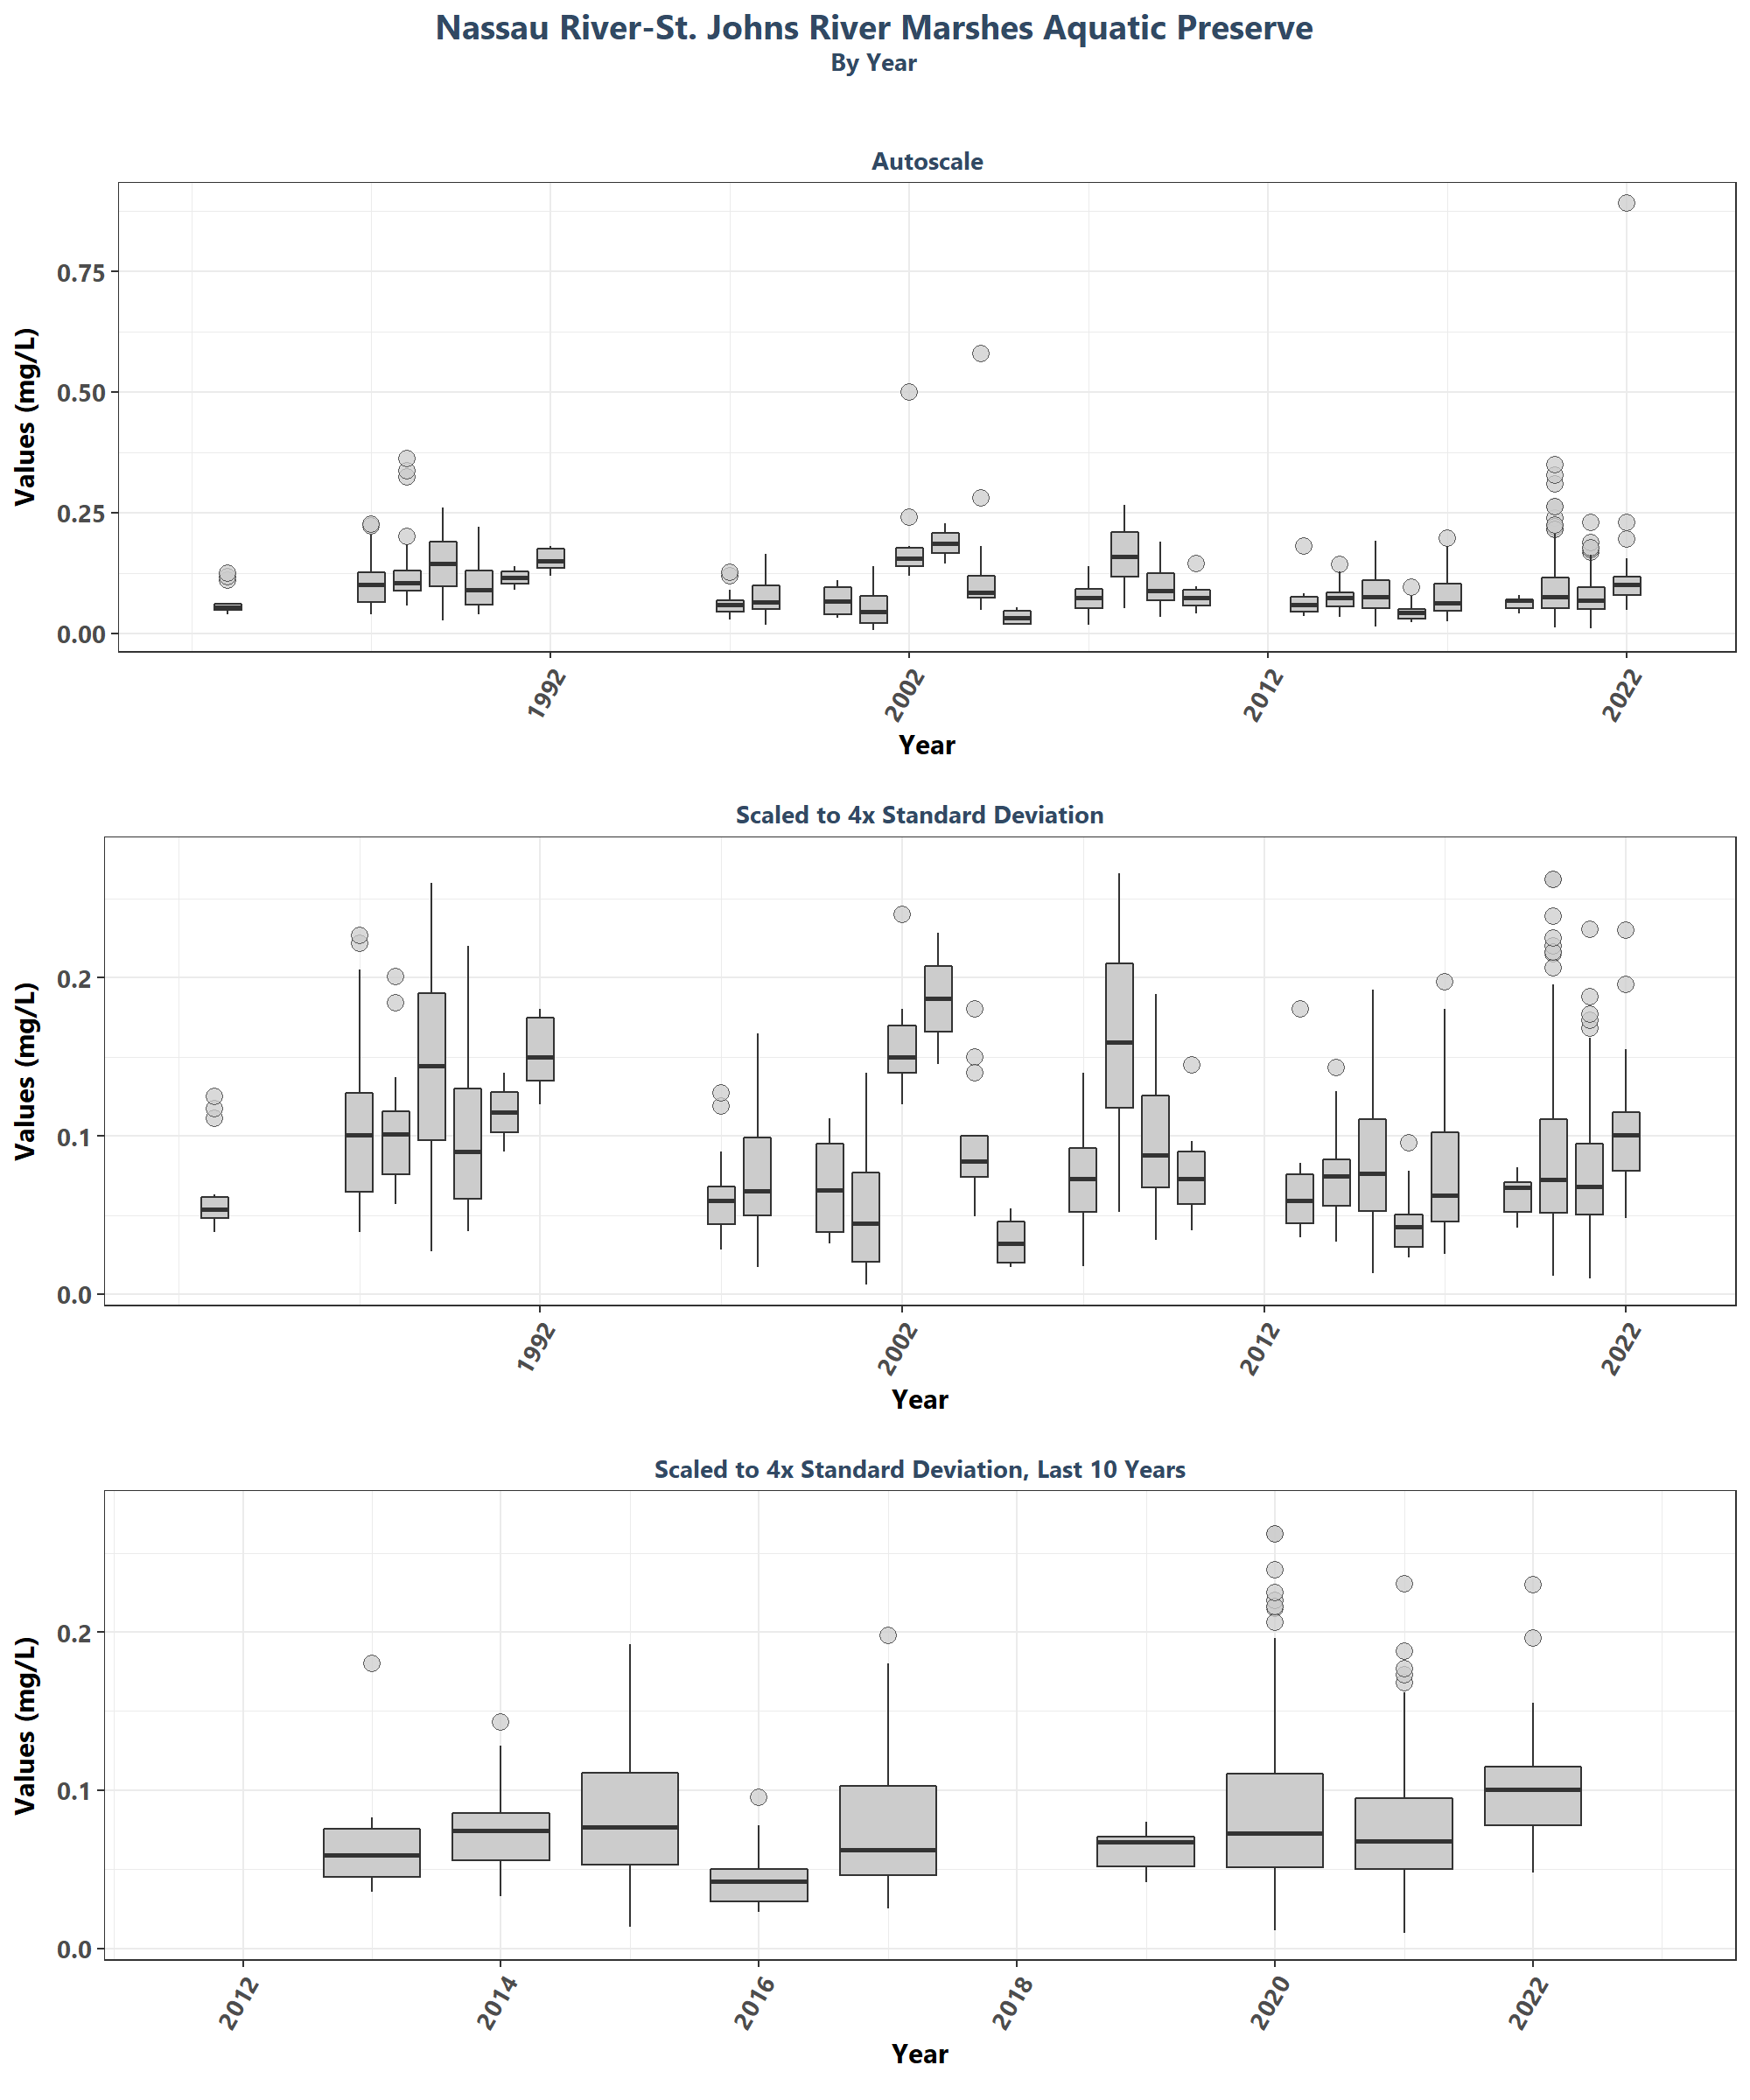 Nassau River-St. Johns River Marshes Aquatic Preserve
By Year
Autoscale
Values (mg/L)
0.75
0.50
0.25
0.00
1992
2002
2012
2022
Year
Scaled to 4x Standard Deviation
Values (mg/L)
0.2
0.1
0.0
1992
2002
2012
2022
Year
Scaled to 4x Standard Deviation, Last 10 Years
Values (mg/L)
0.2
0.1
0.0
2012
2014
2016
2018
2020
2022
Year